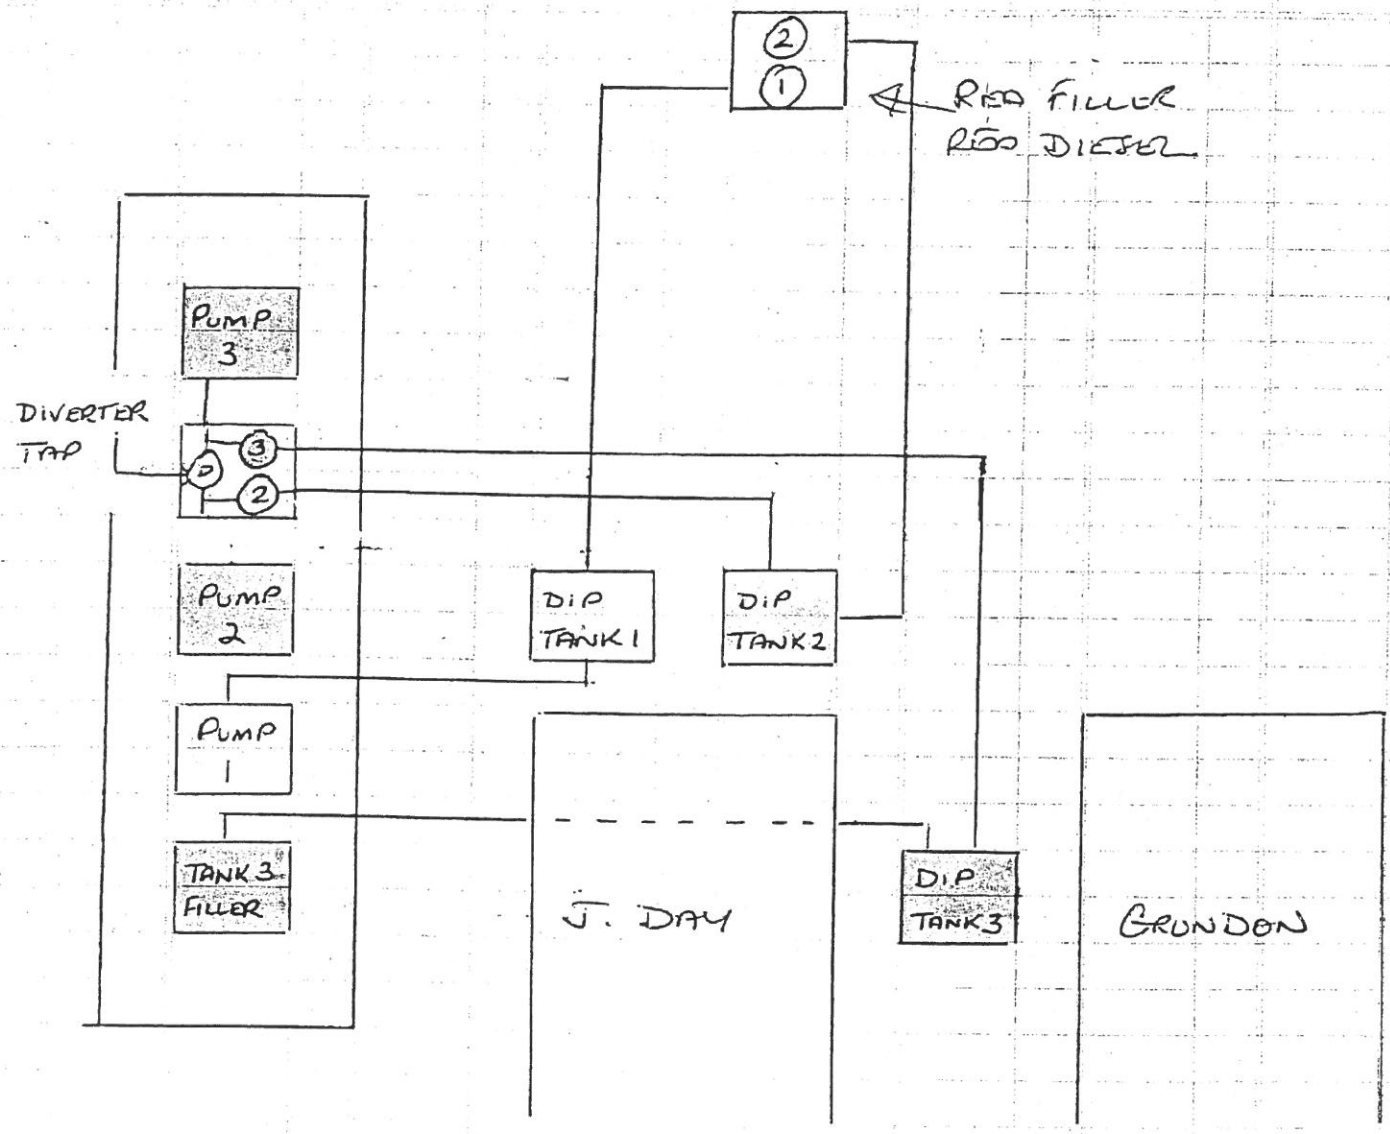 2
1
RED FILLER
RED DIESEL
PUMP
3
DIVERTER
TAP
3
D
2
PUMP
2
DIP
TANK 1
DIP
TANK 2
PUMP
1
TANK 3
FILLER
J. DAY
DIP
TANK 3
GRUNDON